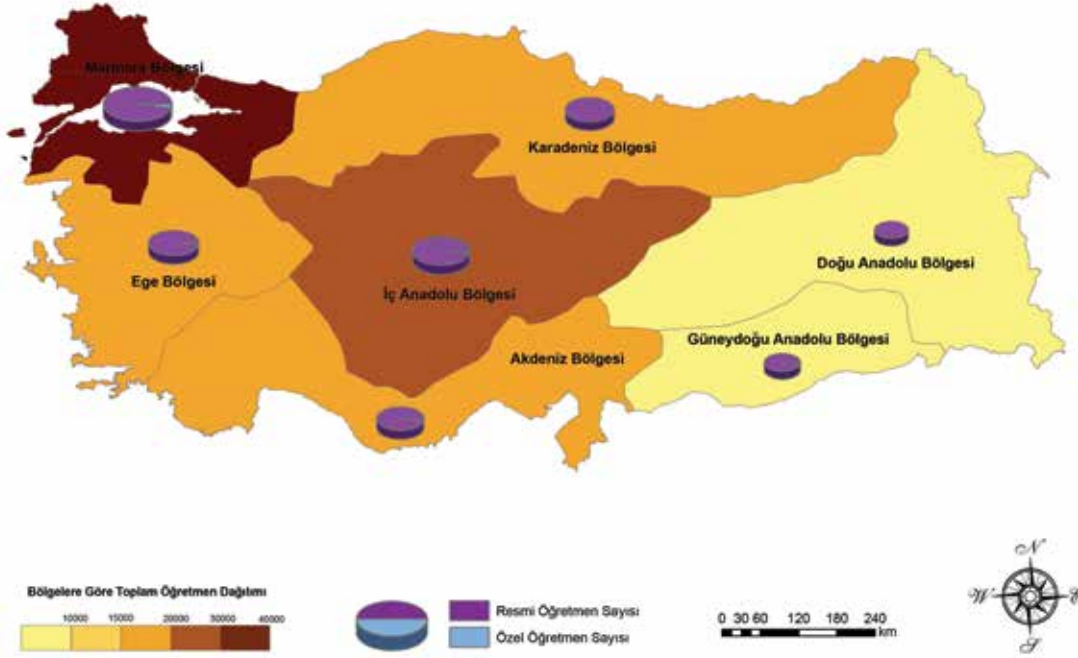 Marmara Bölgesi
Karadeniz Bölgesi
Doğu Anadolu Bölgesi
Ege Bölgesi
İç Anadolu Bölgesi
Güneydoğu Anadolu Bölgesi
Akdeniz Bölgesi
Bölgelere Göre Toplam Öğretmen Dağılımı
10000 15000 20000 30000 40000
Resmi Öğretmen Sayısı
Özel Öğretmen Sayısı
0 30 60 120 180 240
km
N
W E
S